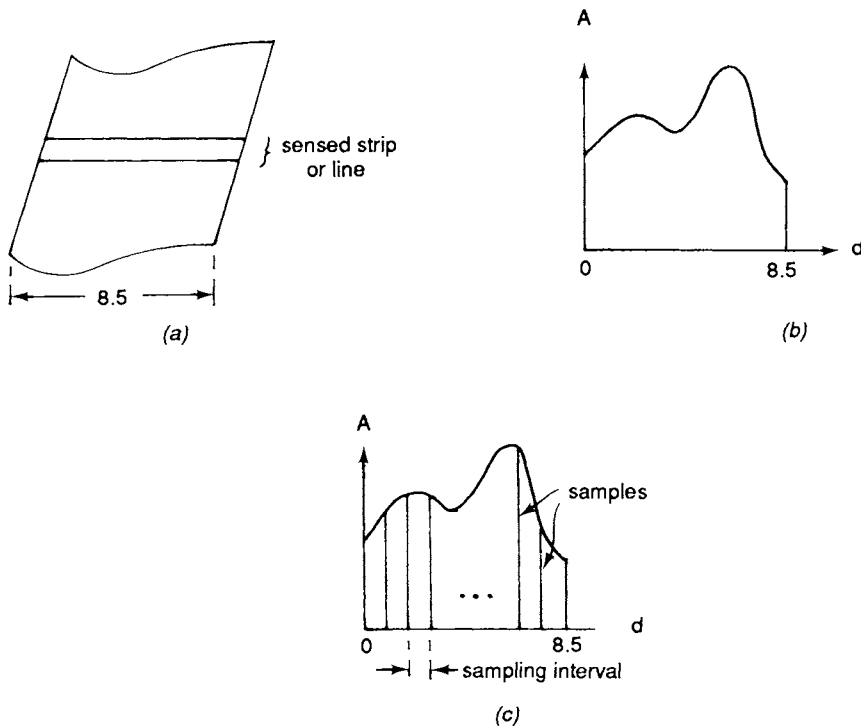 sensed strip
or line
8.5
(a)
A
0
8.5
d
(b)
A
samples
...
0
8.5
d
sampling interval
(c)